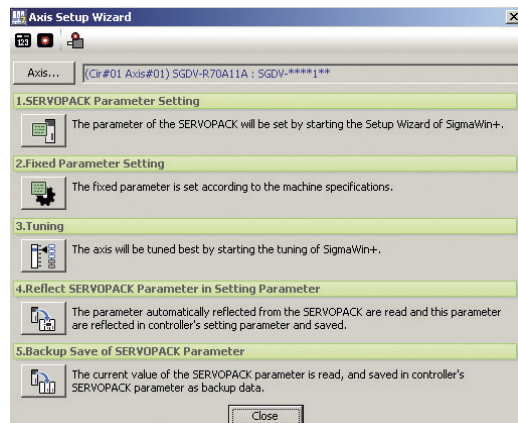 Axis Setup Wizard
123
Axis...
(Cir#01 Axis#01) SGDV-R70A11A : SGDV-****1**
1.SERVOPACK Parameter Setting
The parameter of the SERVOPACK will be set by starting the Setup Wizard of SigmaWin+.
2.Fixed Parameter Setting
The fixed parameter is set according to the machine specifications.
3.Tuning
The axis will be tuned best by starting the tuning of SigmaWin+.
4.Reflect SERVOPACK Parameter in Setting Parameter
The parameter automatically reflected from the SERVOPACK are read and this parameter
are reflected in controller's setting parameter and saved.
5.Backup Save of SERVOPACK Parameter
The current value of the SERVOPACK parameter is read, and saved in controller's
SERVOPACK parameter as backup data.
Close